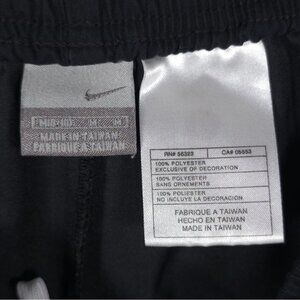 MADE IN TAIWAN
FABRIQUE A TAIWAN
RN# 56323 CA# 05553
100% POLYESTER
EXCLUSIVE OF DECORATION
100% POLYESTER
SANS ORNEMENTS
100% POLIESTER
NO INCLUYE LA DECORACION
FABRIQUE A TAIWAN
HECHO EN TAIWAN
MADE IN TAIWAN